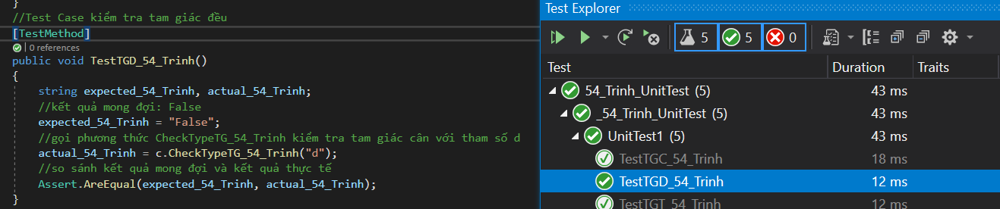 }
//Test Case kiểm tra tam giác đều
[TestMethod]
| 0 references
public void TestTGD_54_Trinh()
{
string expected_54_Trinh, actual_54_Trinh;
//kết quả mong đợi: False
expected_54_Trinh = "False";
//gọi phương thức CheckTypeTG_54_Trinh kiểm tra tam giác cân với tham số d
actual_54_Trinh = c.CheckTypeTG_54_Trinh("d");
//so sánh kết quả mong đợi và kết quả thực tế
Assert.AreEqual(expected_54_Trinh, actual_54_Trinh);
}
Test Explorer
5 5 0
Test Duration Traits
54_Trinh_UnitTest (5) 43 ms
_54_Trinh_UnitTest (5) 43 ms
UnitTest1 (5) 43 ms
TestTGC_54_Trinh 18 ms
TestTGD_54_Trinh 12 ms
TestTGT_54_Trinh 12 ms